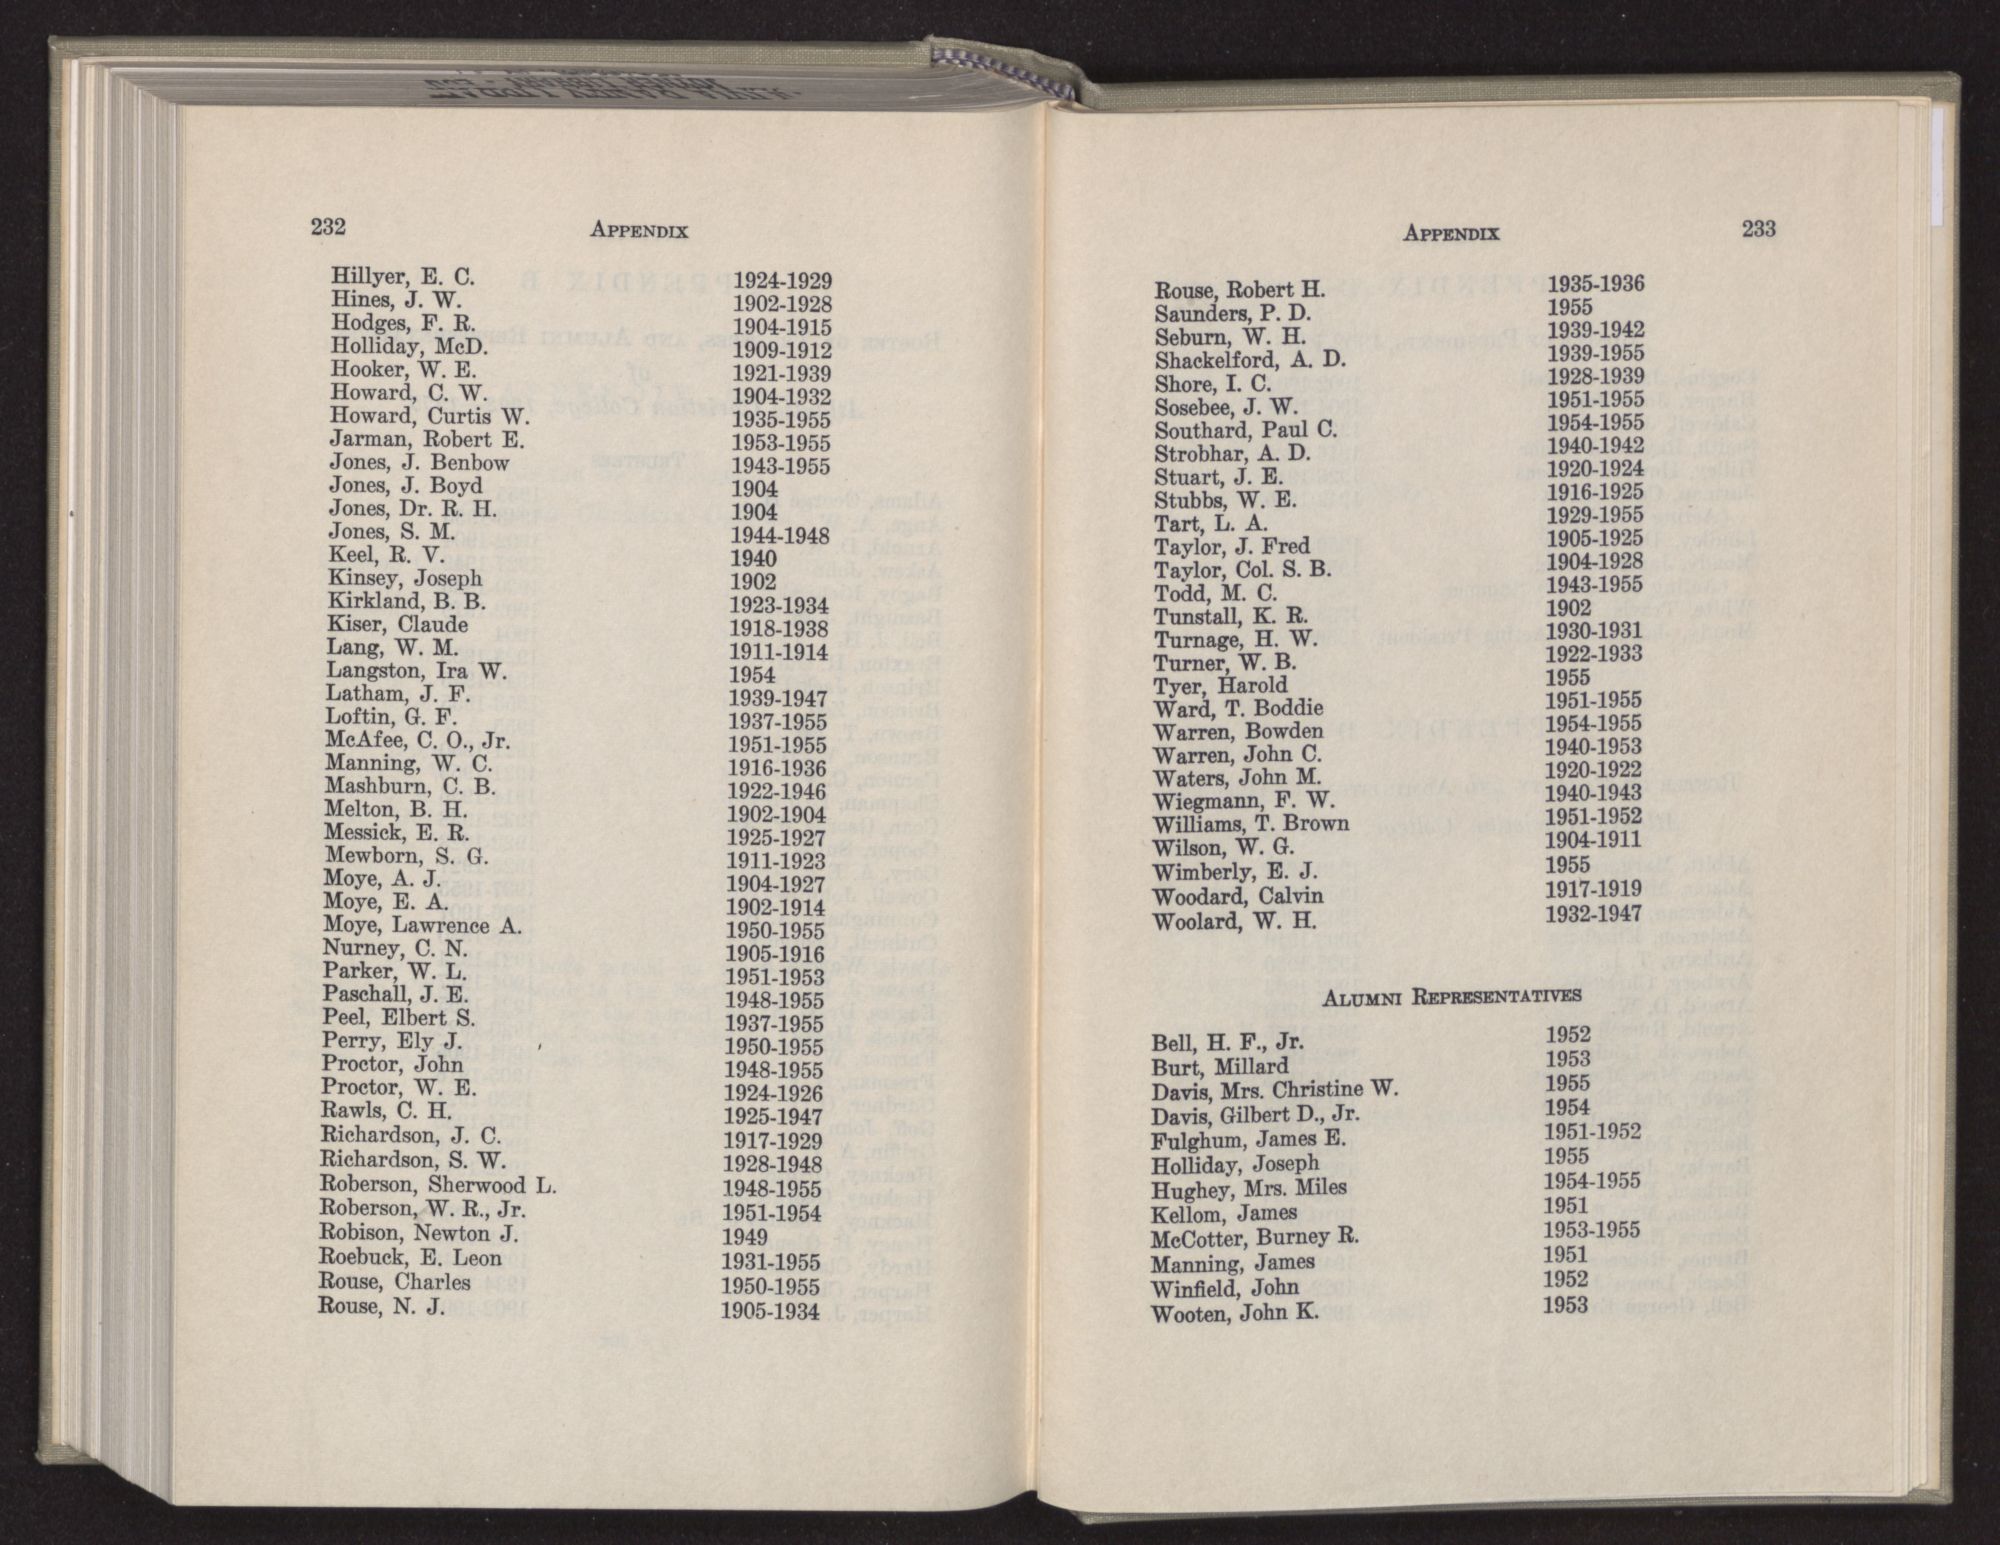 232 APPENDIX
Hillyer, E. C. 1924-1929
Hines, J. W. 1902-1928
Hodges, F. R. 1904-1915
Holliday, McD. 1909-1912
Hooker, W. E. 1921-1939
Howard, C. W. 1904-1932
Howard, Curtis W. 1935-1955
Jarman, Robert E. 1953-1955
Jones, J. Benbow 1943-1955
Jones, J. Boyd 1904
Jones, Dr. R. H. 1904
Jones, S. M. 1944-1948
Keel, R. V. 1940
Kinsey, Joseph 1902
Kirkland, B. B. 1923-1934
Kiser, Claude 1918-1938
Lang, W. M. 1911-1914
Langston, Ira W. 1954
Latham, J. F. 1939-1947
Loftin, G. F. 1937-1955
McAfee, C. O., Jr. 1951-1955
Manning, W. C. 1916-1936
Mashburn, C. B. 1922-1946
Melton, B. H. 1902-1904
Messick, E. R. 1925-1927
Mewborn, S. G. 1911-1923
Moye, A. J. 1904-1927
Moye, E. A. 1902-1914
Moye, Lawrence A. 1950-1955
Nurney, C. N. 1905-1916
Parker, W. L. 1951-1953
Paschall, J. E. 1948-1955
Peel, Elbert S. 1937-1955
Perry, Ely J. 1950-1955
Proctor, John 1948-1955
Proctor, W. E. 1924-1926
Rawls, C. H. 1925-1947
Richardson, J. C. 1917-1929
Richardson, S. W. 1928-1948
Roberson, Sherwood L. 1948-1955
Roberson, W. R., Jr. 1951-1954
Robison, Newton J. 1949
Roebuck, E. Leon 1931-1955
Rouse, Charles 1950-1955
Rouse, N. J. 1905-1934
APPENDIX 233
Rouse, Robert H. 1935-1936
Saunders, P. D. 1955
Seburn, W. H. 1939-1942
Shackelford, A. D. 1939-1955
Shore, I. C. 1928-1939
Sosebee, J. W. 1951-1955
Southard, Paul C. 1954-1955
Strobhar, A. D. 1940-1942
Stuart, J. E. 1920-1924
Stubbs, W. E. 1916-1925
Tart, L. A. 1929-1955
Taylor, J. Fred 1905-1925
Taylor, Col. S. B. 1904-1928
Todd, M. C. 1943-1955
Tunstall, K. R. 1902
Turnage, H. W. 1930-1931
Turner, W. B. 1922-1933
Tyer, Harold 1955
Ward, T. Boddie 1951-1955
Warren, Bowden 1954-1955
Warren, John C. 1940-1953
Waters, John M. 1920-1922
Wiegmann, F. W. 1940-1943
Williams, T. Brown 1951-1952
Wilson, W. G. 1904-1911
Wimberly, E. J. 1955
Woodard, Calvin 1917-1919
Woolard, W. H. 1932-1947
ALUMNI REPRESENTATIVES
Bell, H. F., Jr. 1952
Burt, Millard 1953
Davis, Mrs. Christine W. 1955
Davis, Gilbert D., Jr. 1954
Fulghum, James E. 1951-1952
Holliday, Joseph 1955
Hughey, Mrs. Miles 1954-1955
Kellom, James 1951
McCotter, Burney R. 1953-1955
Manning, James 1951
Winfield, John 1952
Wooten, John K. 1953